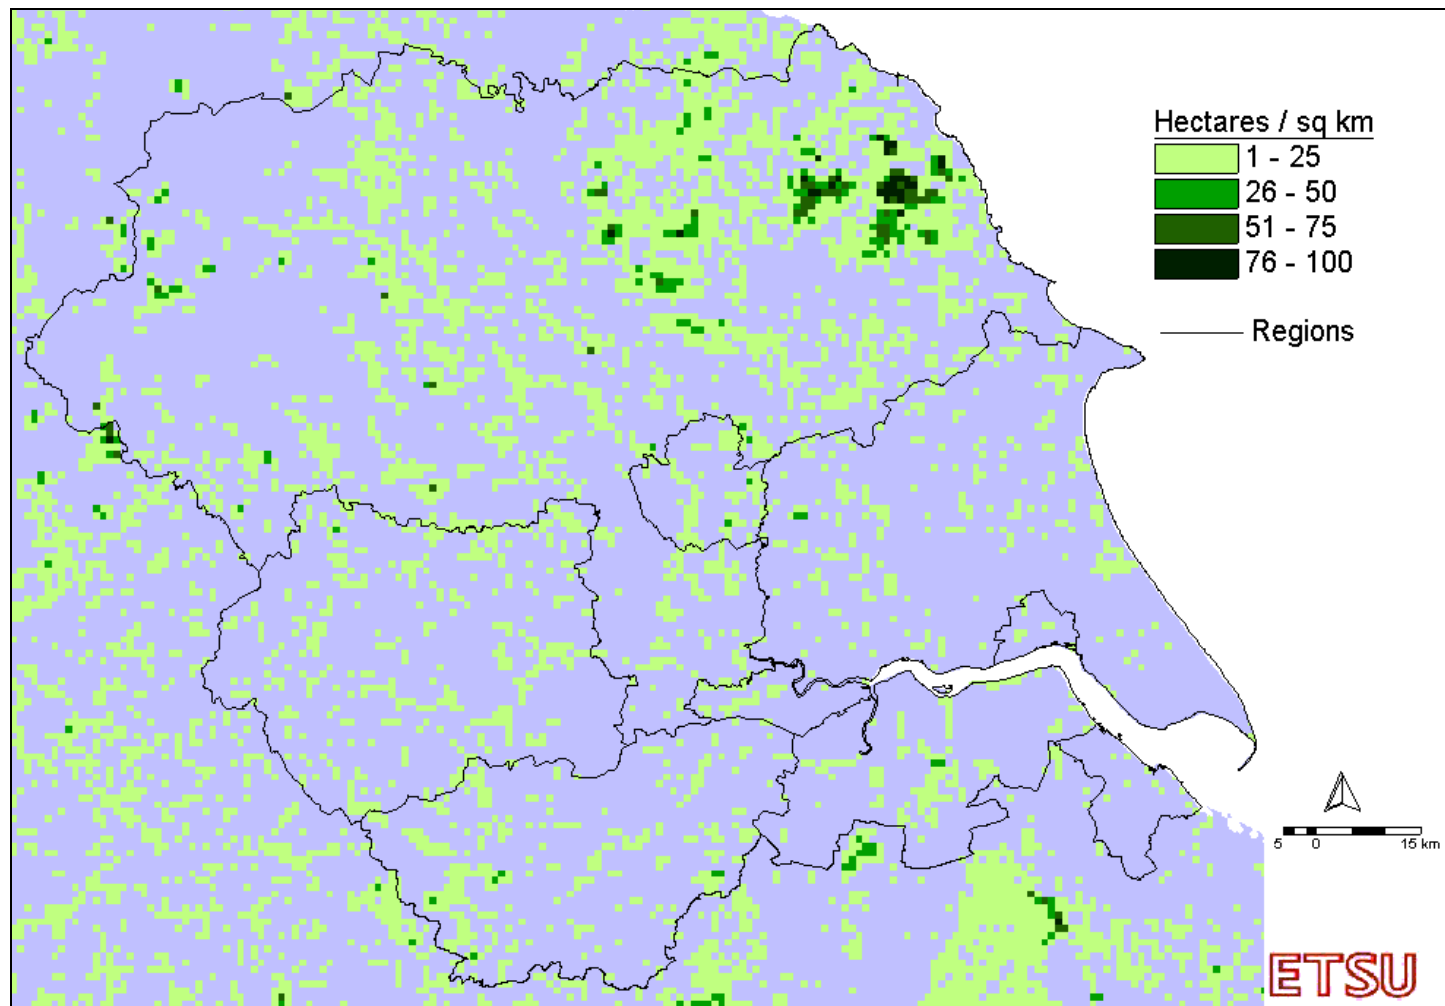 Hectares / sq km
1 - 25
26 - 50
51 - 75
76 - 100
Regions
5 0 15 km
ETSU